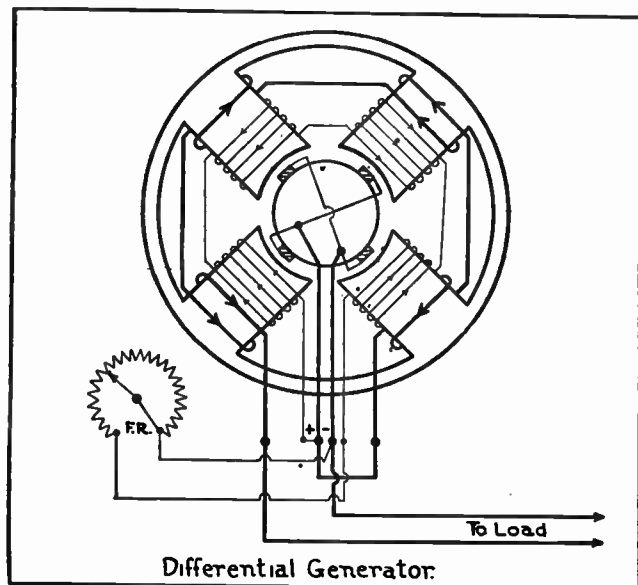 F.R.
+ -
To Load
Differential Generator.